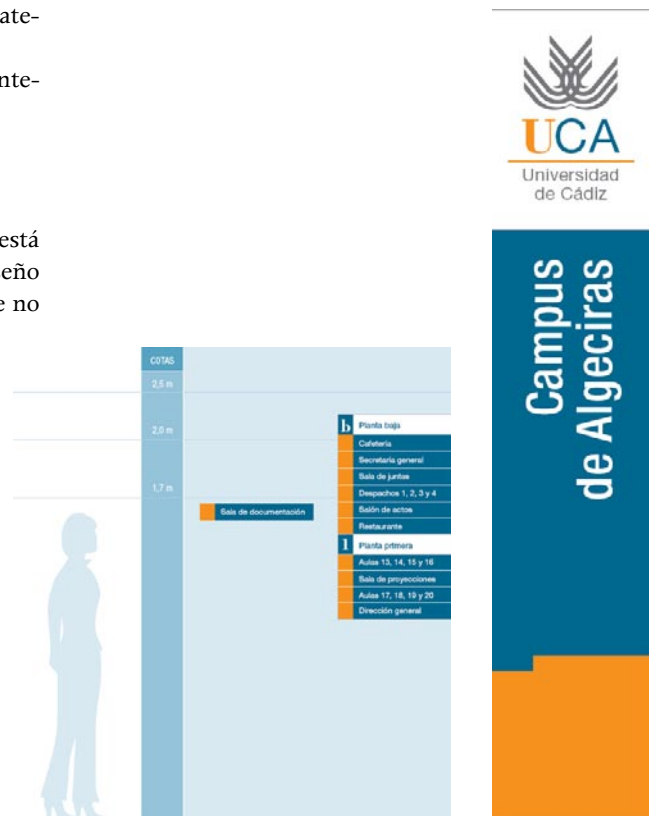 ate-
nte-
está
seño
e no
COTAS
2,5 m
2,0 m
1,7 m
Sala de documentación
b Planta baja
Cafetería
Secretaría general
Sala de juntas
Despachos 1, 2, 3 y 4
Salón de actos
Restaurante
1 Planta primera
Aulas 13, 14, 15 y 16
Sala de proyecciones
Aulas 17, 18, 19 y 20
Dirección general
UCA
Universidad
de Cádiz
Campus
de Algeciras